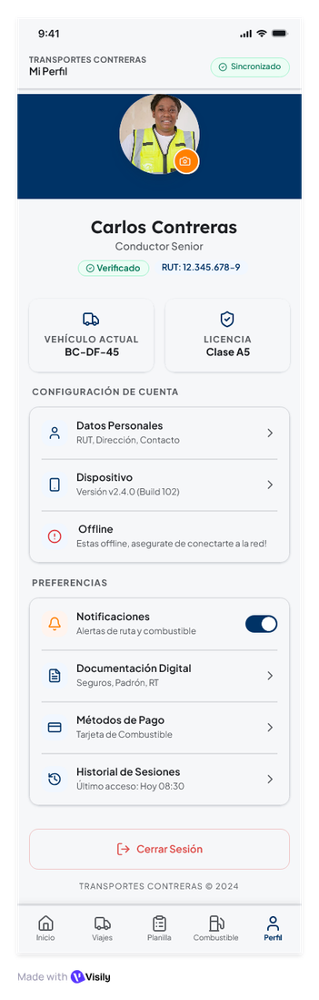 9:41
TRANSPORTES CONTRERAS
Mi Perfil
Sincronizado
Carlos Contreras
Conductor Senior
Verificado
RUT: 12.345.678-9
VEHÍCULO ACTUAL
BC-DF-45
LICENCIA
Clase A5
CONFIGURACIÓN DE CUENTA
Datos Personales
RUT, Dirección, Contacto
Dispositivo
Versión v2.4.0 (Build 102)
Offline
Estas offline, asegurate de conectarte a la red!
PREFERENCIAS
Notificaciones
Alertas de ruta y combustible
Documentación Digital
Seguros, Padrón, RT
Métodos de Pago
Tarjeta de Combustible
Historial de Sesiones
Último acceso: Hoy 08:30
Cerrar Sesión
TRANSPORTES CONTRERAS © 2024
Inicio
Viajes
Planilla
Combustible
Perfil
Made with Visily